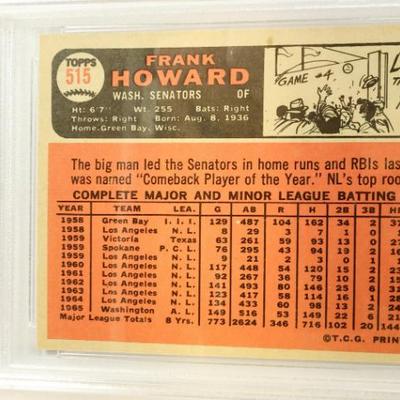 TOPPS
515
FRANK
HOWARD
WASH. SENATORS OF
Ht: 6'7" Wt: 255 Bats: Right
Throws: Right Born: Aug. 8, 1936
Home: Green Bay, Wisc.
GAME #4
The big man led the Senators in home runs and RBIs las
was named "Comeback Player of the Year." NL's top roo
COMPLETE MAJOR AND MINOR LEAGUE BATTING
YEAR TEAM LEA. G AB R H 2B 3B H
1958 Green Bay I. I. I. 129 487 104 162
1958 Los Angeles N. L. 8 29 3 7 1
1959 Victoria Texas 63 261 59 93 13 0
1959 Spokane P. C. L. 76 295 43 94 19 2
1959 Los Angeles N. L. 9 21 2 3 0 1
1960 Los Angeles N. L. 117 448 54 120 15 2
1961 Los Angeles N. L. 92 267 36 79 10 2
1962 Los Angeles N. L. 141 493 80 146 25 6
1963 Los Angeles N. L. 123 417 58 114 16 1
1964 Los Angeles N. L. 134 433 60 98 13 2
1965 Washington A. L. 149 516 53 149 22 6
Major League Totals 8 Yrs. 773 2624 346 716 102 20 144
©T.C.G. PRIN